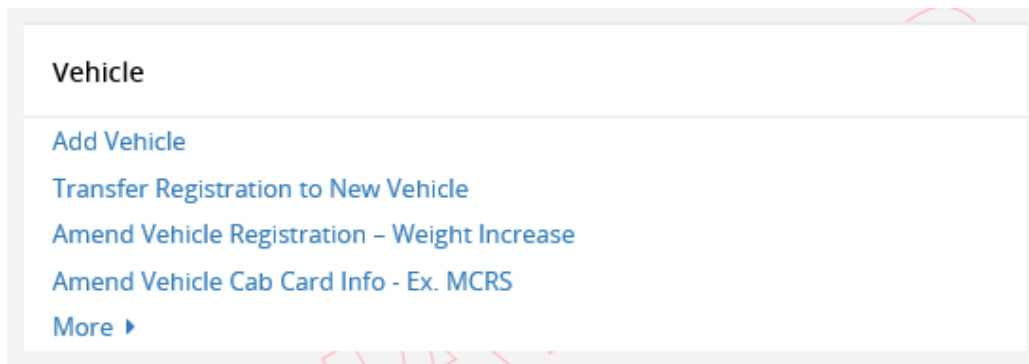 Vehicle
Add Vehicle
Transfer Registration to New Vehicle
Amend Vehicle Registration – Weight Increase
Amend Vehicle Cab Card Info - Ex. MCRS
More